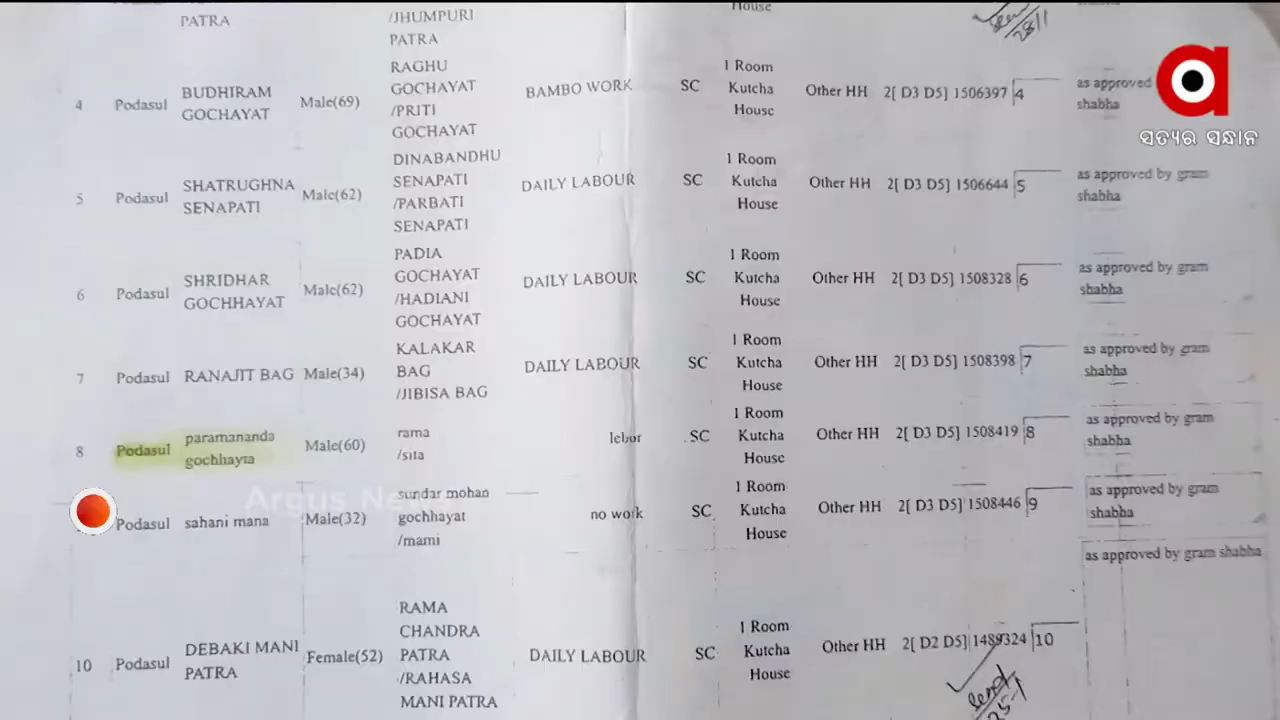 PATRA
/JHUMPURI
PATRA
House
28/1
4 Podasul BUDHIRAM GOCHAYAT Male(69) RAGHU GOCHAYAT /PRITI GOCHAYAT BAMBO WORK SC 1 Room Kutcha House Other HH 2[ D3 D5] 1506397 4 as approved shabha
5 Podasul SHATRUGHNA SENAPATI Male(62) DINABANDHU SENAPATI /PARBATI SENAPATI DAILY LABOUR SC 1 Room Kutcha House Other HH 2[ D3 D5] 1506644 5 as approved by gram shabha
6 Podasul SHRIDHAR GOCHHAYAT Male(62) PADIA GOCHAYAT /HADIANI GOCHAYAT DAILY LABOUR SC 1 Room Kutcha House Other HH 2[ D3 D5] 1508328 6 as approved by gram shabha
7 Podasul RANAJIT BAG Male(34) KALAKAR BAG /JIBISA BAG DAILY LABOUR SC 1 Room Kutcha House Other HH 2[ D3 D5] 1508398 7 as approved by gram shabha
8 Podasul paramananda gochhayta Male(60) rama /sita lebor SC 1 Room Kutcha House Other HH 2[ D3 D5] 1508419 8 as approved by gram shabha
Podasul sahani mana Male(32) sundar mohan gochhayat /mami no work SC 1 Room Kutcha House Other HH 2[ D3 D5] 1508446 9 as approved by gram shabha
as approved by gram shabha
10 Podasul DEBAKI MANI PATRA Female(52) RAMA CHANDRA PATRA /RAHASA MANI PATRA DAILY LABOUR SC 1 Room Kutcha House Other HH 2[ D2 D5] 1489324 10
ସତ୍ୟର ସନ୍ଧାନ
Argus News